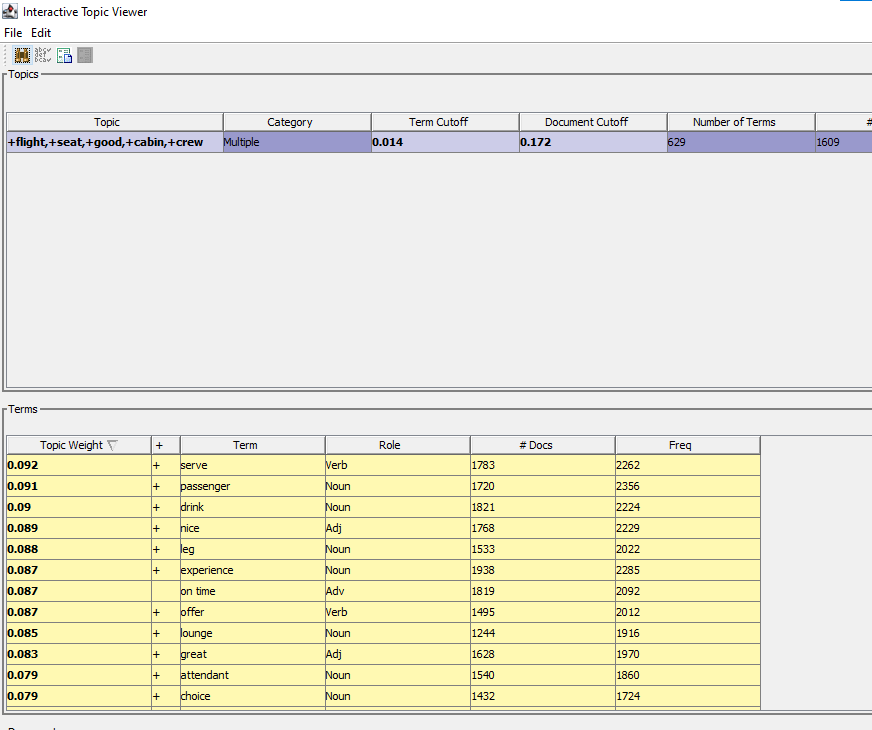 Interactive Topic Viewer
File Edit
Topics
Topic Category Term Cutoff Document Cutoff Number of Terms #
+flight,+seat,+good,+cabin,+crew Multiple 0.014 0.172 629 1609
Terms
Topic Weight + Term Role # Docs Freq
0.092 + serve Verb 1783 2262
0.091 + passenger Noun 1720 2356
0.09 + drink Noun 1821 2224
0.089 + nice Adj 1768 2229
0.088 + leg Noun 1533 2022
0.087 + experience Noun 1938 2285
0.087 on time Adv 1819 2092
0.087 + offer Verb 1495 2012
0.085 + lounge Noun 1244 1916
0.083 + great Adj 1628 1970
0.079 + attendant Noun 1540 1860
0.079 + choice Noun 1432 1724